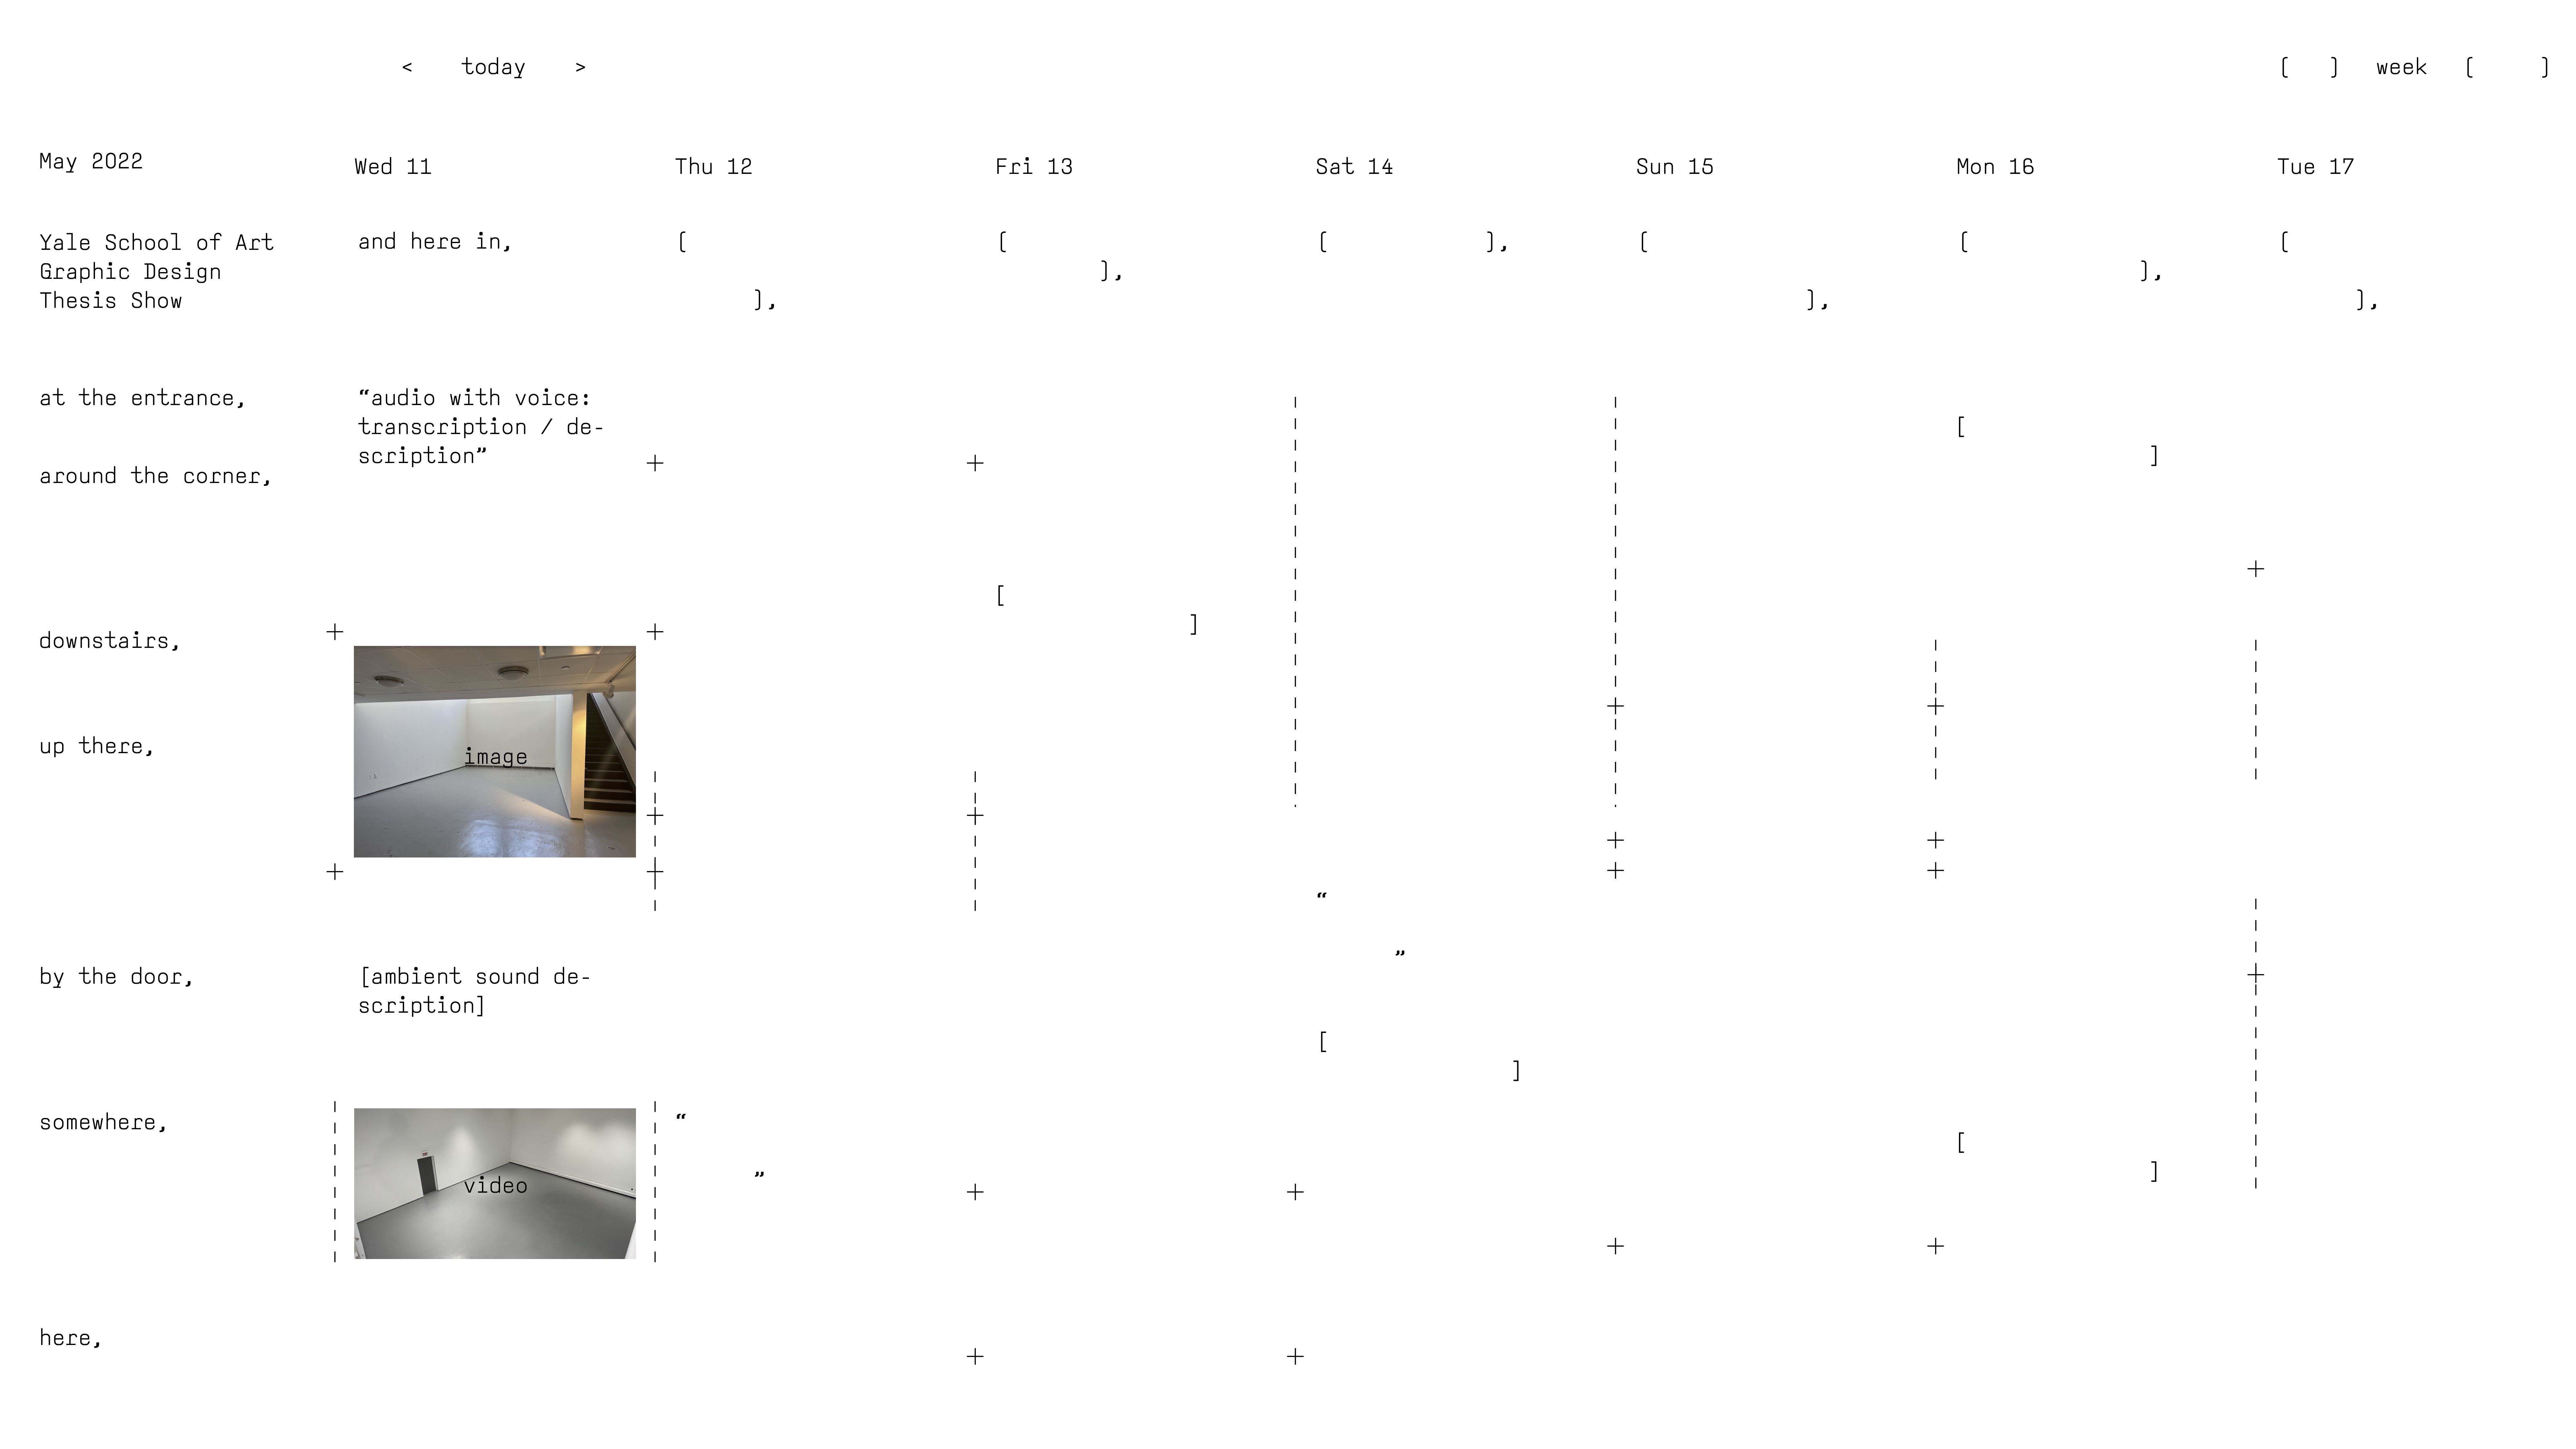 < today >
( ) week ( )
May 2022
Wed 11
Thu 12
Fri 13
Sat 14
Sun 15
Mon 16
Tue 17
Yale School of Art
Graphic Design
Thesis Show
and here in,
(
),
(
),
( ),
(
),
(
),
(
),
at the entrance,
“audio with voice:
transcription / de-
scription”
[
]
around the corner,
[
]
downstairs,
image
up there,
“
”
by the door,
[ambient sound de-
scription]
[
]
somewhere,
video
“
”
[
]
here,